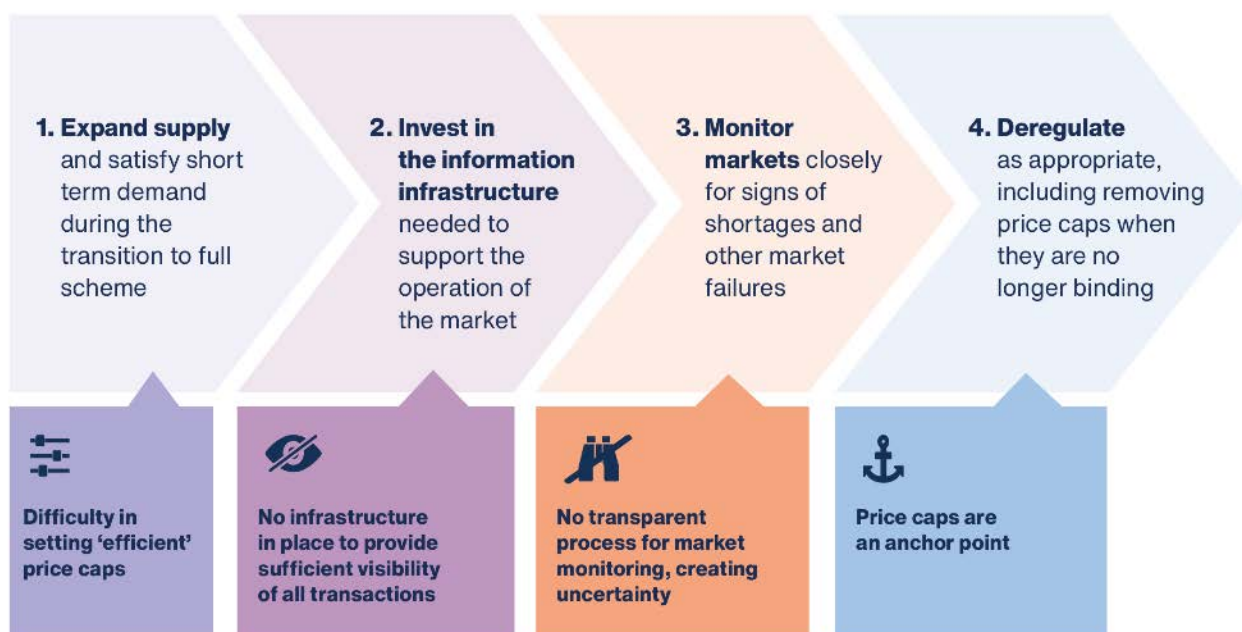 1. Expand supply
and satisfy short
term demand
during the
transition to full
scheme
2. Invest in
the information
infrastructure
needed to
support the
operation of
the market
3. Monitor
markets closely
for signs of
shortages and
other market
failures
4. Deregulate
as appropriate,
including removing
price caps when
they are no
longer binding
Difficulty in
setting ‘efficient’
price caps
No infrastructure
in place to provide
sufficient visibility
of all transactions
No transparent
process for market
monitoring, creating
uncertainty
Price caps are
an anchor point